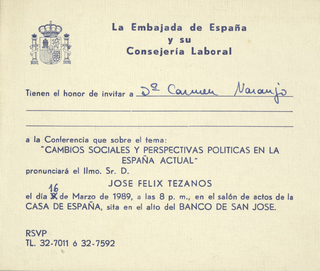 La Embajada de España
y su
Consejería Laboral
Tienen el honor de invitar a Dª Carmen Naranjo
a la Conferencia que sobre el tema:
"CAMBIOS SOCIALES Y PERSPECTIVAS POLITICAS EN LA
ESPAÑA ACTUAL"
pronunciará el Ilmo. Sr. D.
JOSE FELIX TEZANOS
16
el día de Marzo de 1989, a las 8 p. m., en el salón de actos de la
CASA DE ESPAÑA, sita en el alto del BANCO DE SAN JOSE.
RSVP
TL. 32-7011 ó 32-7592